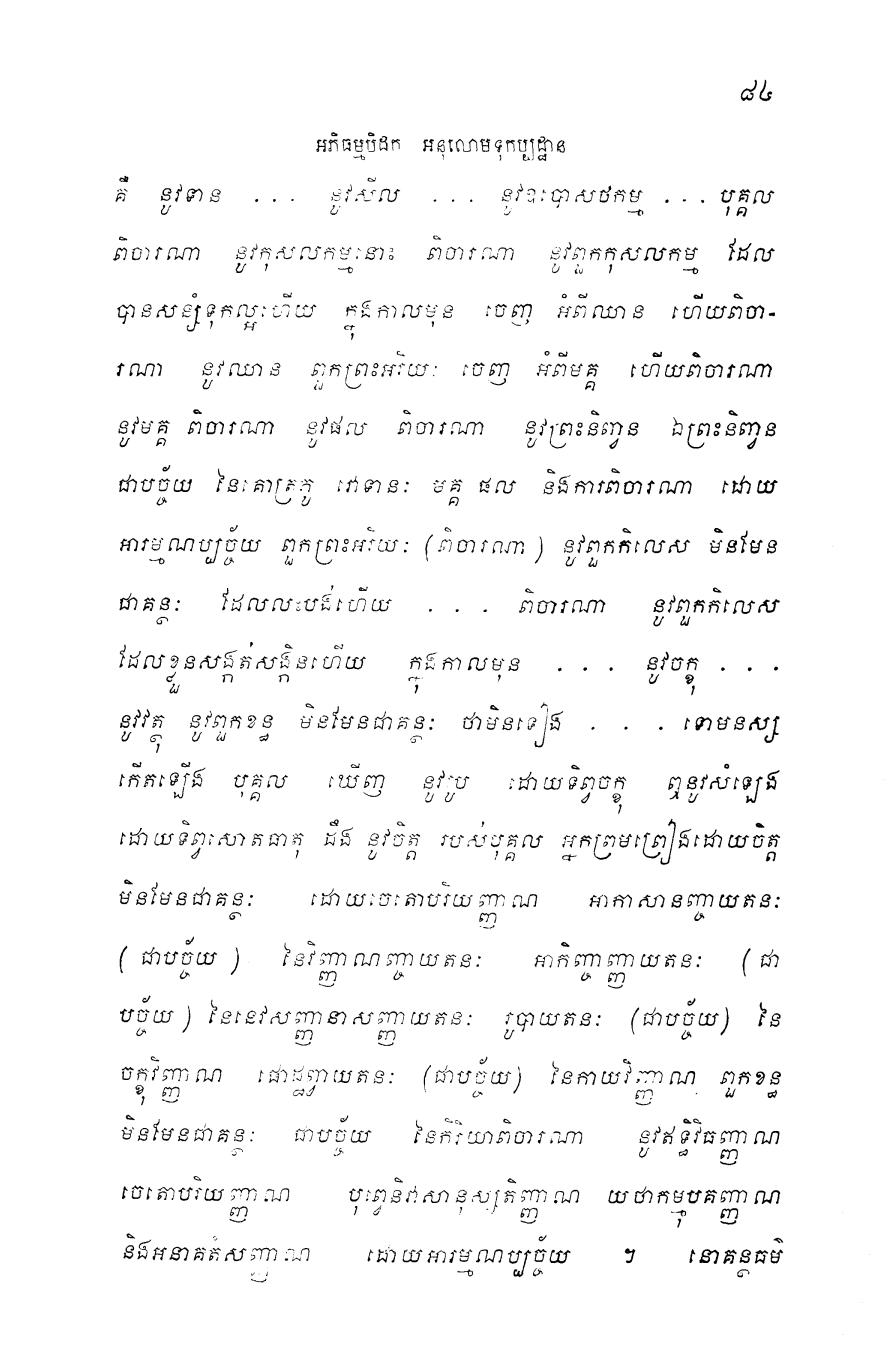 ៨៤
អភិធម្មបិដក អនុលោមទុកប្បដ្ឋាន
គឺ នូវទាន ... នូវសីល ... នូវឧបោសថកម្ម ... បុគ្គល
ពិចារណា នូវកុសលកម្មនោះ ពិចារណា នូវពួកកុសលកម្ម ដែល
បានសន្សំទុកល្អហើយ ក្នុងកាលមុន ចេញ អំពីឈាន ហើយពិចា-
រណា នូវឈាន ពួកព្រះអរិយៈ ចេញ អំពីមគ្គ ហើយពិចារណា
នូវមគ្គ ពិចារណា នូវផល ពិចារណា នូវព្រះនិព្វាន ឯព្រះនិព្វាន
ជាបច្ច័យ នៃគោត្រភូ វោទានៈ មគ្គ ផល និងការពិចារណា ដោយ
អារម្មណប្បច្ច័យ ពួកព្រះអរិយៈ (ពិចារណា) នូវពួកកិលេស មិនមែន
ជាគន្ថៈ ដែលលះបង់ហើយ ... ពិចារណា នូវពួកកិលេស
ដែលខ្លួនសង្កត់សង្កិនហើយ ក្នុងកាលមុន ... នូវចក្ខុ ...
នូវវត្ថុ នូវពួកខន្ធ មិនមែនជាគន្ថៈ ថាមិនទៀង ... ទោមនស្ស
កើតឡើង បុគ្គល ឃើញ នូវរូប ដោយទិព្វចក្ខុ ឮនូវសំឡេង
ដោយទិព្វសោតធាតុ ដឹង នូវចិត្ត របស់បុគ្គល អ្នកព្រមព្រៀងដោយចិត្ត
មិនមែនជាគន្ថៈ ដោយចេតោបរិយញ្ញាណ អាកាសានញ្ចាយតនៈ
(ជាបច្ច័យ) នៃវិញ្ញាណញ្ចាយតនៈ អាកិញ្ចញ្ញាយតនៈ (ជា
បច្ច័យ) នៃនេវសញ្ញានាសញ្ញាយតនៈ រូបាយតនៈ (ជាបច្ច័យ) នៃ
ចក្ខុវិញ្ញាណ ផោដ្ឋព្វាយតនៈ (ជាបច្ច័យ) នៃកាយវិញ្ញាណ ពួកខន្ធ
មិនមែនជាគន្ថៈ ជាបច្ច័យ នៃកិរិយាពិចារណា នូវឥទ្ធិវិធញ្ញាណ
ចេតោបរិយញ្ញាណ បុព្វេនិវាសានុស្សតិញ្ញាណ យថាកម្មុបគញ្ញាណ
និងអនាគតំសញ្ញាណ ដោយអារម្មណប្បច្ច័យ ។ នោគន្ថធម៌